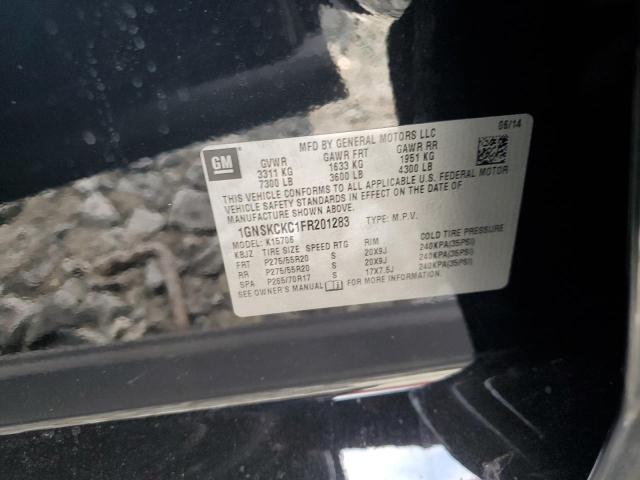 MFD BY GENERAL MOTORS LLC 06/14
GM GVWR GAWR FRT GAWR RR
3311 KG 1633 KG 1951 KG
7300 LB 3600 LB 4300 LB
THIS VEHICLE CONFORMS TO ALL APPLICABLE U.S. FEDERAL MOTOR
VEHICLE SAFETY STANDARDS IN EFFECT ON THE DATE OF
MANUFACTURE SHOWN ABOVE.
1GNSKCKC1FR201283 TYPE: M.P.V.
MODEL: K15706
KBJZ TIRE SIZE SPEED RTG RIM COLD TIRE PRESSURE
FRT P275/55R20 S 20X9J 240KPA(35PSI)
RR P275/55R20 S 20X9J 240KPA(35PSI)
SPA P265/70R17 S 17X7.5J 240KPA(35PSI)
SEE OWNER'S MANUAL FOR MORE INFORMATION.